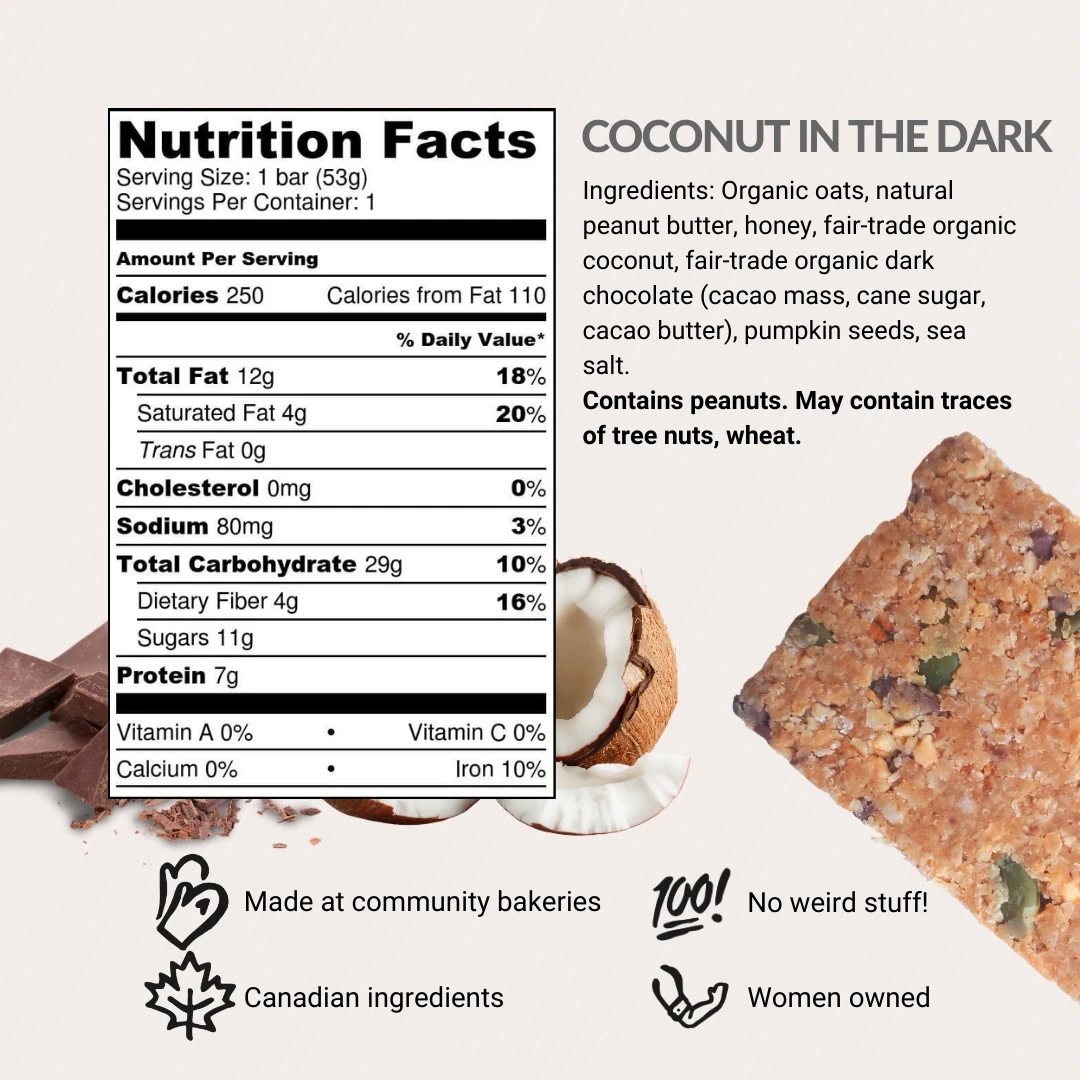 Nutrition Facts
Serving Size: 1 bar (53g)
Servings Per Container: 1
Amount Per Serving
Calories 250 Calories from Fat 110
% Daily Value*
Total Fat 12g 18%
Saturated Fat 4g 20%
Trans Fat 0g
Cholesterol 0mg 0%
Sodium 80mg 3%
Total Carbohydrate 29g 10%
Dietary Fiber 4g 16%
Sugars 11g
Protein 7g
Vitamin A 0% • Vitamin C 0%
Calcium 0% • Iron 10%
COCONUT IN THE DARK
Ingredients: Organic oats, natural
peanut butter, honey, fair-trade organic
coconut, fair-trade organic dark
chocolate (cacao mass, cane sugar,
cacao butter), pumpkin seeds, sea
salt.
Contains peanuts. May contain traces
of tree nuts, wheat.
Made at community bakeries
100! No weird stuff!
Canadian ingredients
Women owned